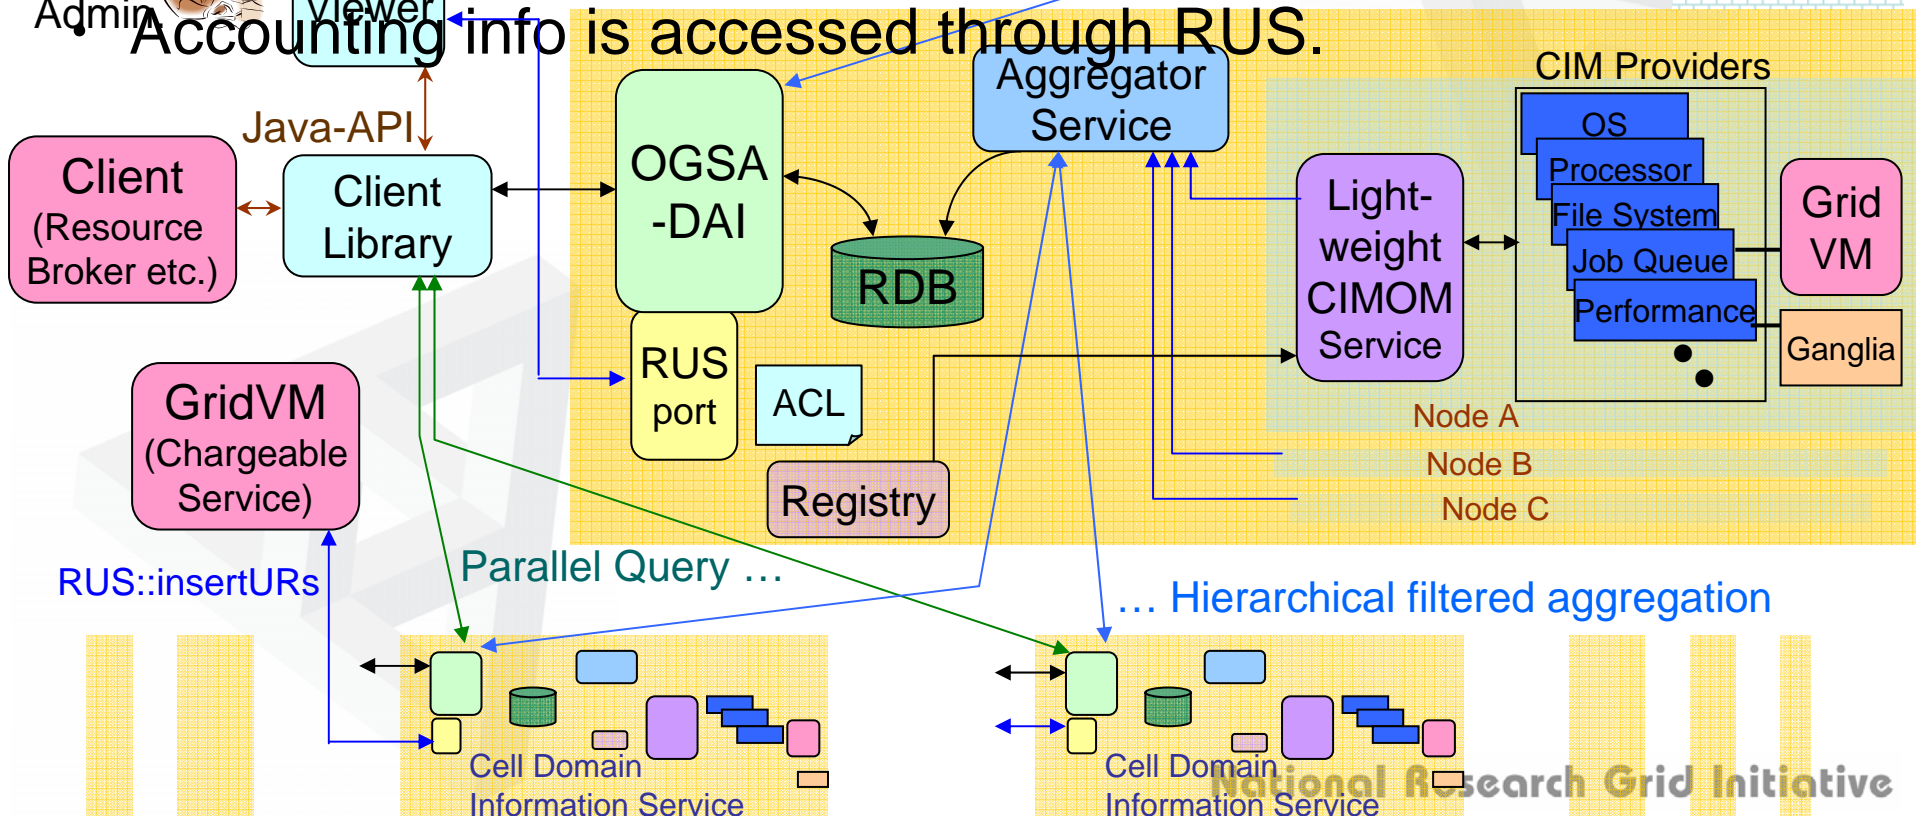 Admin.
Viewer
• Accounting info is accessed through RUS.
CIM Providers
Aggregator
Service
OS
Processor
File System
Job Queue
Performance
Grid
VM
Ganglia
Java-API
Client
(Resource
Broker etc.)
Client
Library
OGSA
-DAI
RDB
Light-
weight
CIMOM
Service
RUS
port
ACL
Registry
Node A
Node B
Node C
GridVM
(Chargeable
Service)
RUS::insertURs
Parallel Query …
… Hierarchical filtered aggregation
Cell Domain
Information Service
Cell Domain
Information Service
National Research Grid Initiative